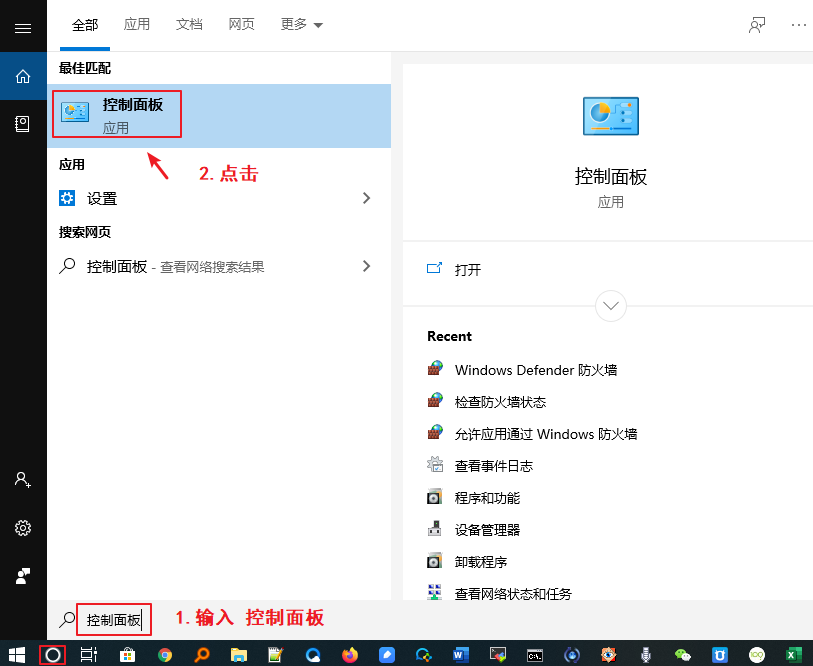 全部 应用 文档 网页 更多
最佳匹配
控制面板
应用
2. 点击
应用
设置
搜索网页
控制面板 - 查看网络搜索结果
控制面板
应用
打开
Recent
Windows Defender 防火墙
检查防火墙状态
允许应用通过 Windows 防火墙
查看事件日志
程序和功能
设备管理器
卸载程序
查看网络状态和任务
控制面板
1. 输入 控制面板